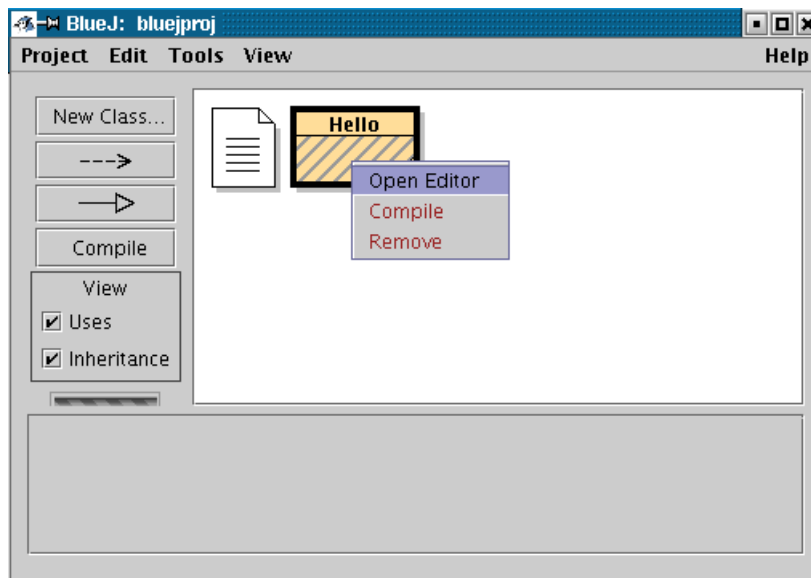 BlueJ: bluejproj
Project Edit Tools View Help
New Class...
Compile
View
Uses
Inheritance
Hello
Open Editor
Compile
Remove